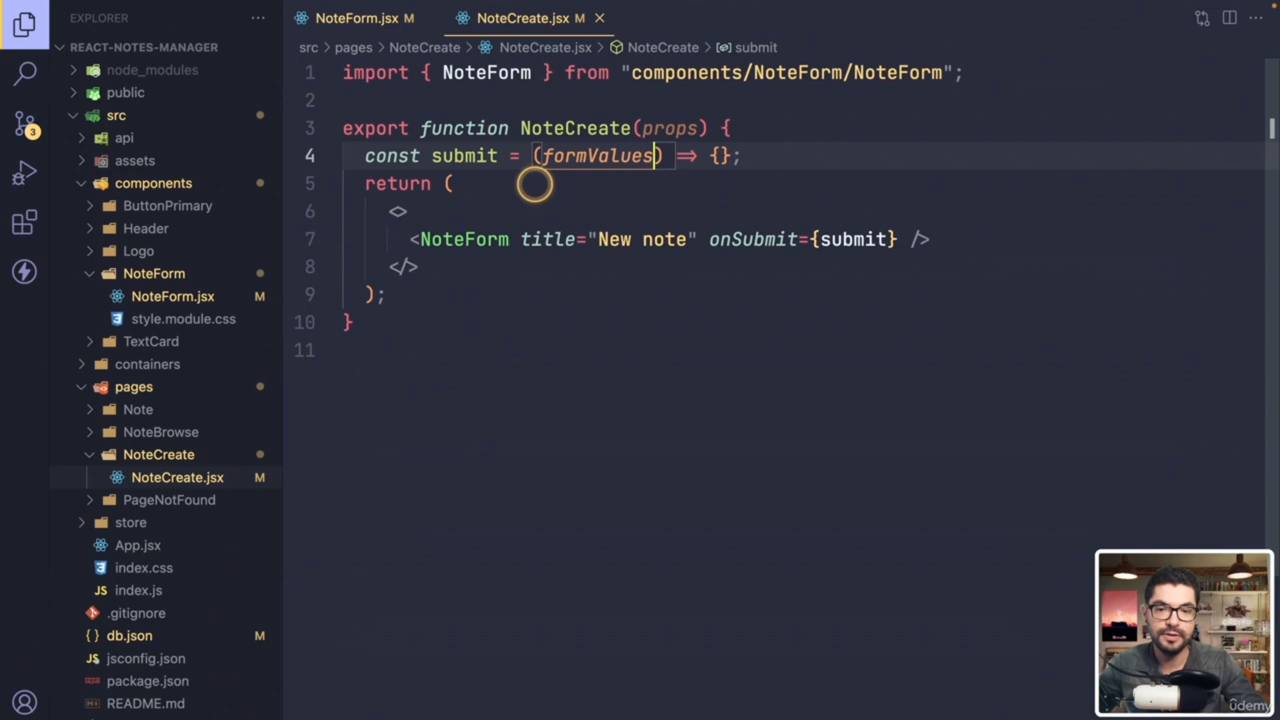 EXPLORER
REACT-NOTES-MANAGER
node_modules
public
src
api
assets
components
ButtonPrimary
Header
Logo
NoteForm
NoteForm.jsx M
style.module.css
TextCard
containers
pages
Note
NoteBrowse
NoteCreate
NoteCreate.jsx M
PageNotFound
store
App.jsx
index.css
JS index.js
.gitignore
{ } db.json M
JS jsconfig.json
package.json
README.md
3
NoteForm.jsx M
NoteCreate.jsx M
src > pages > NoteCreate > NoteCreate.jsx > NoteCreate > submit
1 import { NoteForm } from "components/NoteForm/NoteForm";
2
3 export function NoteCreate(props) {
4 const submit = (formValues) => {};
5 return (
6 <>
7 <NoteForm title="New note" onSubmit={submit} />
8 </>
9 );
10 }
11
ûdemy